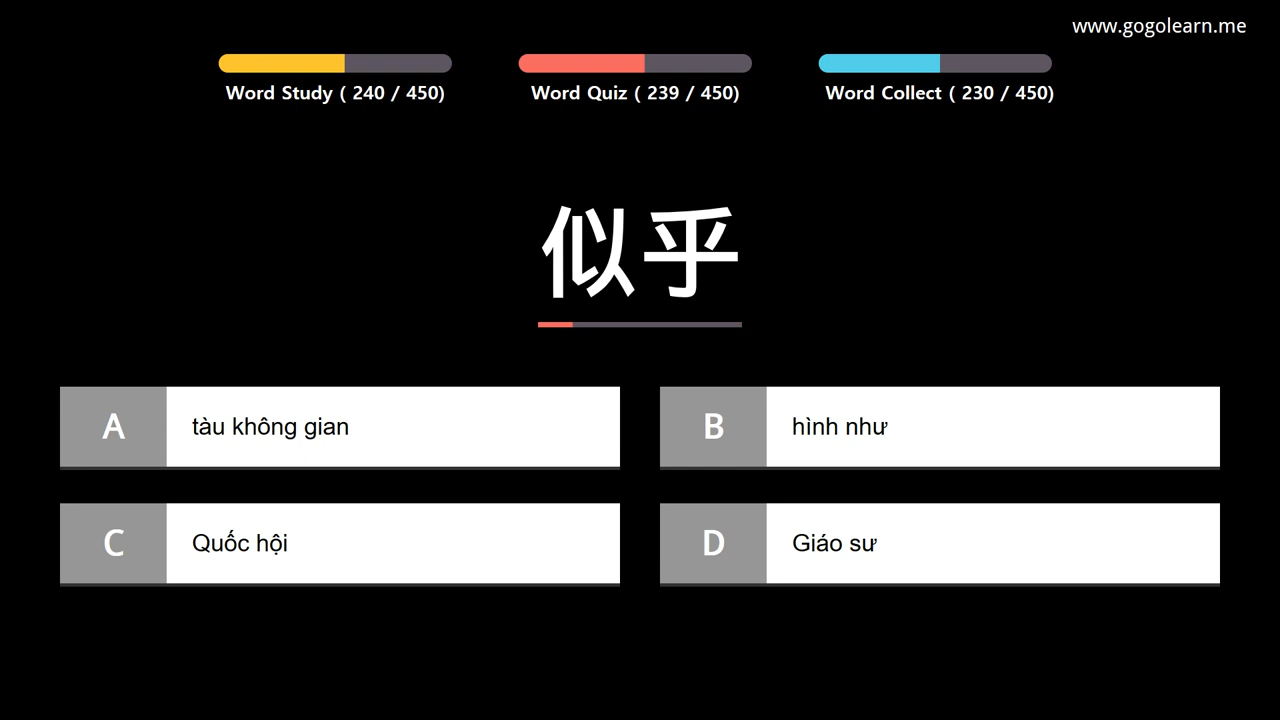 www.gogolearn.me
Word Study ( 240 / 450)
Word Quiz ( 239 / 450)
Word Collect ( 230 / 450)
似乎
A
tàu không gian
B
hình như
C
Quốc hội
D
Giáo sư